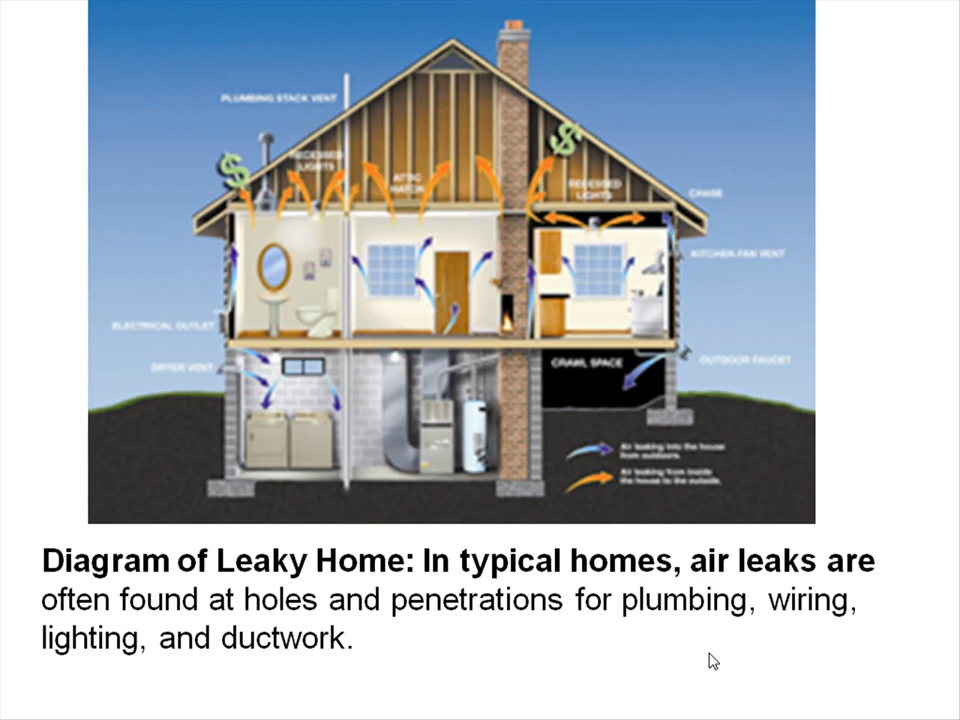 PLUMBING STACK VENT
RECESSED
LIGHTS
ATTIC
HATCH
RECESSED
LIGHTS
CHASE
KITCHEN FAN VENT
ELECTRICAL OUTLET
DRYER VENT
CRAWL SPACE
OUTDOOR FAUCET
Air leaking into the house
from outdoors.
Air leaking from inside
the house to the outside.
$
$
Diagram of Leaky Home: In typical homes, air leaks are
often found at holes and penetrations for plumbing, wiring,
lighting, and ductwork.